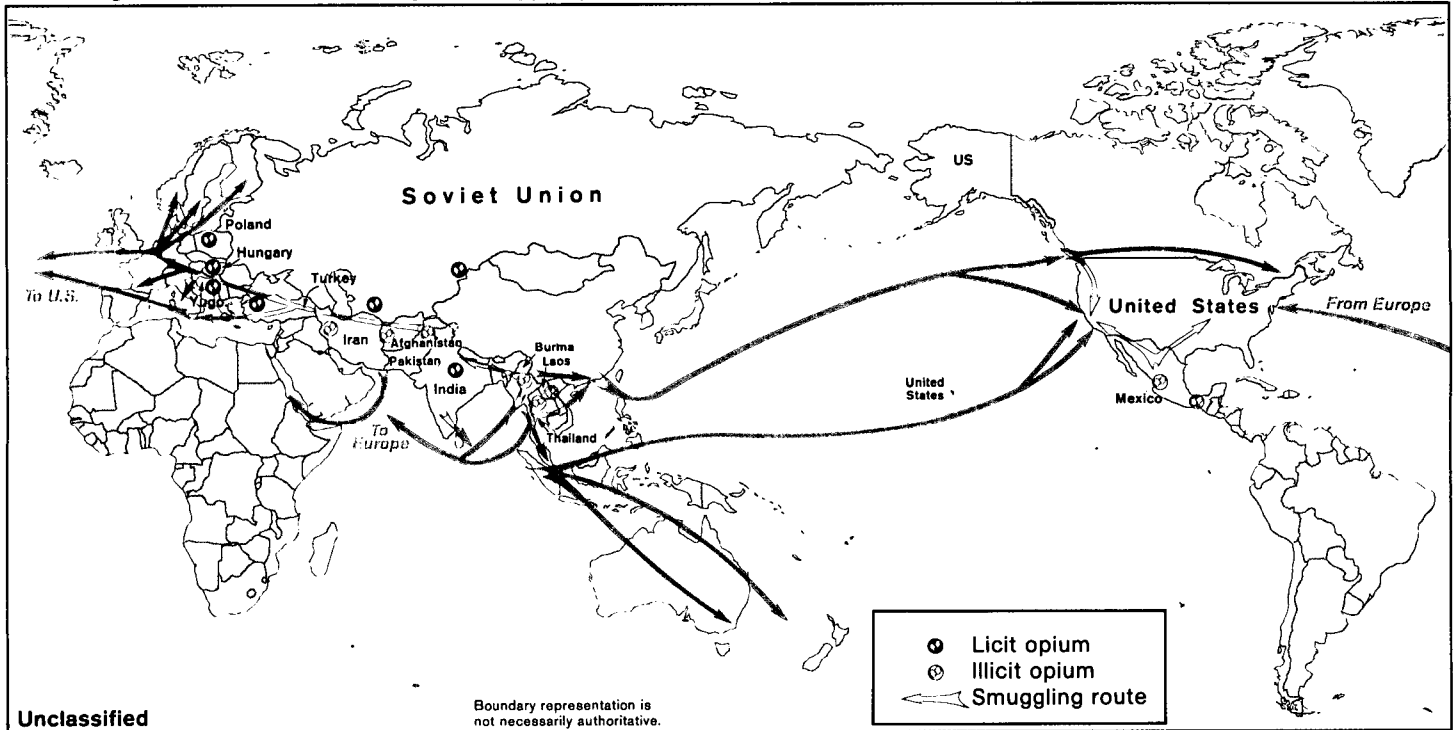 US
Soviet Union
Poland
Hungary
Yugo
Turkey
To U.S.
Iran
Afghanistan
Pakistan
India
Burma
Laos
Thailand
To
Europe
United States
From Europe
United
States
Mexico
Licit opium
Illicit opium
Smuggling route
Boundary representation is
not necessarily authoritative.
Unclassified